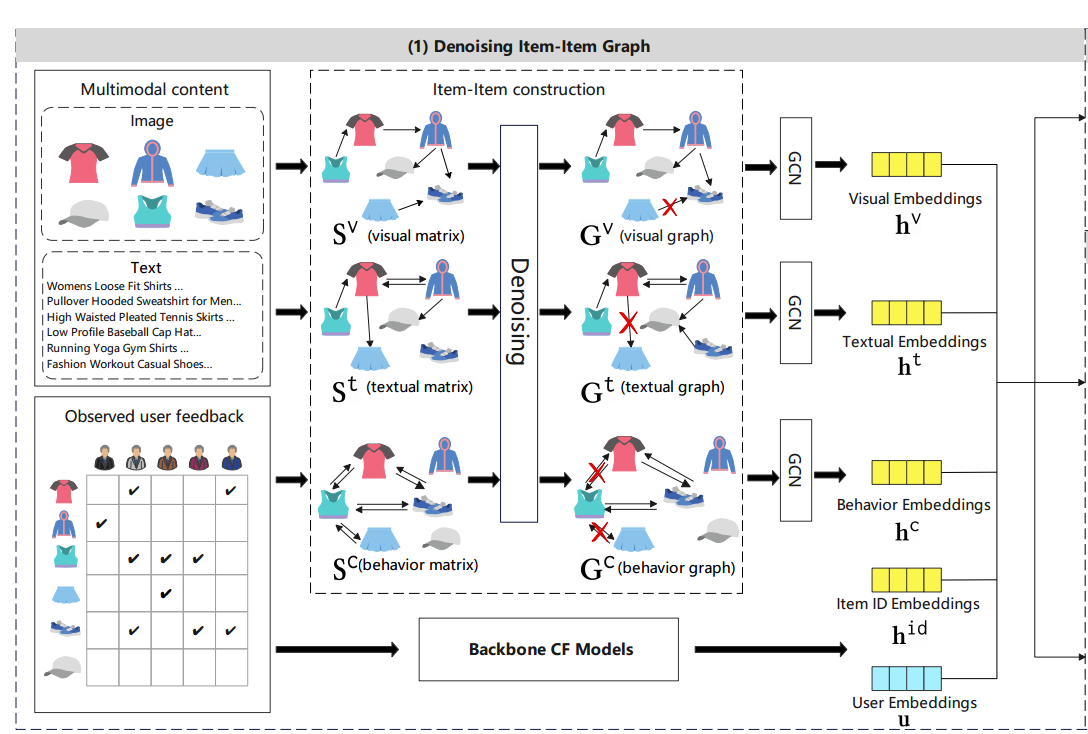 (1) Denoising Item-Item Graph
Multimodal content
Image
Text
Womens Loose Fit Shirts ...
Pullover Hooded Sweatshirt for Men...
High Waisted Pleated Tennis Skirts ...
Low Profile Baseball Cap Hat...
Running Yoga Gym Shirts ...
Fashion Workout Casual Shoes...
Observed user feedback
Item-Item construction
S^v (visual matrix)
S^t (textual matrix)
S^c (behavior matrix)
Denoising
G^v (visual graph)
G^t (textual graph)
G^c (behavior graph)
GCN
GCN
GCN
Backbone CF Models
Visual Embeddings
h^v
Textual Embeddings
h^t
Behavior Embeddings
h^c
Item ID Embeddings
h^id
User Embeddings
u